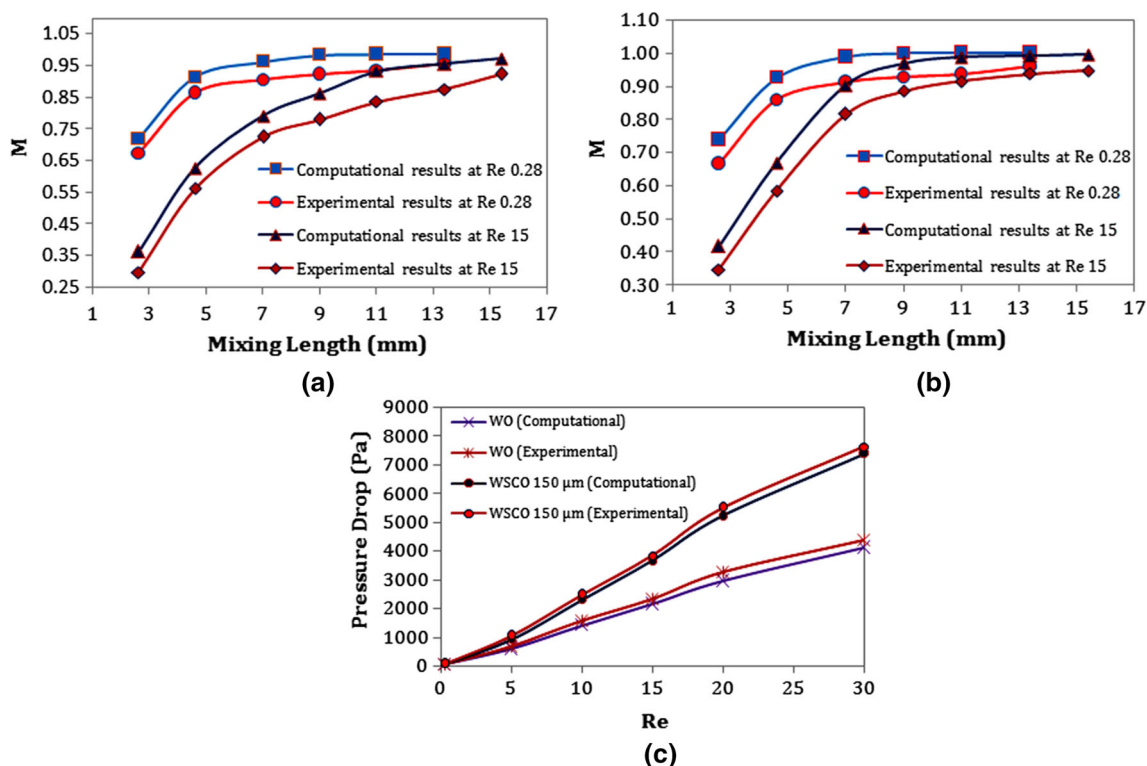 1.05
0.95
0.85
0.75
0.65
0.55
0.45
0.35
0.25
M
Computational results at Re 0.28
Experimental results at Re 0.28
Computational results at Re 15
Experimental results at Re 15
1 3 5 7 9 11 13 15 17
Mixing Length (mm)
(a)
1.10
1.00
0.90
0.80
0.70
0.60
0.50
0.40
0.30
M
Computational results at Re 0.28
Experimental results at Re 0.28
Computational results at Re 15
Experimental results at Re 15
1 3 5 7 9 11 13 15 17
Mixing Length (mm)
(b)
9000
8000
7000
6000
5000
4000
3000
2000
1000
0
Pressure Drop (Pa)
WO (Computational)
WO (Experimental)
WSCO 150 µm (Computational)
WSCO 150 µm (Experimental)
0 5 10 15 20 25 30
Re
(c)